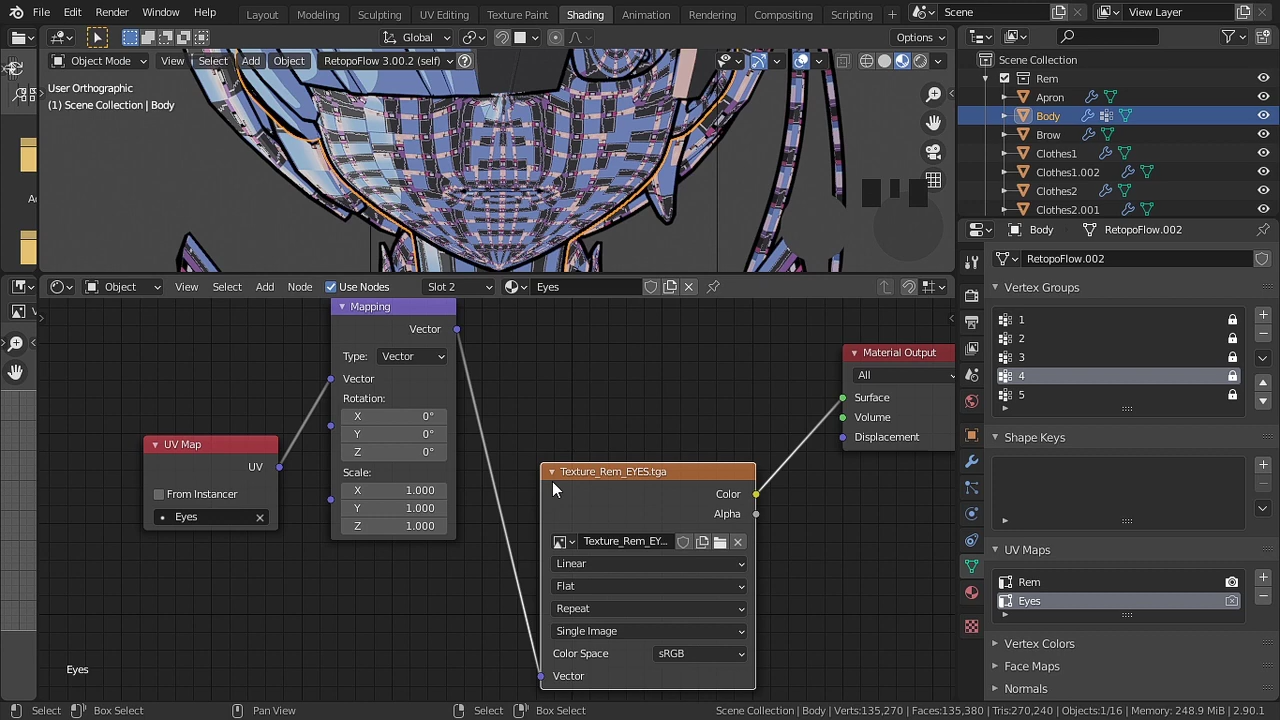 File Edit Render Window Help Layout Modeling Sculpting UV Editing Texture Paint Shading Animation Rendering Compositing Scripting + Scene View Layer
Global Options
Object Mode View Select Add Object RetopoFlow 3.00.2 (self)
User Orthographic
(1) Scene Collection | Body
Scene Collection
Rem
Apron
Body
Brow
Clothes1
Clothes1.002
Clothes2
Clothes2.001
Body RetopoFlow.002
RetopoFlow.002
Vertex Groups
1
2
3
4
5
Shape Keys
UV Maps
Rem
Eyes
Vertex Colors
Face Maps
Normals
Object View Select Add Node Use Nodes Slot 2 Eyes
Mapping
Vector
Type: Vector
Vector
Rotation:
X 0°
Y 0°
Z 0°
Scale:
X 1.000
Y 1.000
Z 1.000
UV Map
UV
From Instancer
Eyes
Texture_Rem_EYES.tga
Color
Alpha
Texture_Rem_EY...
Linear
Flat
Repeat
Single Image
Color Space sRGB
Vector
Material Output
All
Surface
Volume
Displacement
Eyes
Select Box Select Pan View Select Box Select Scene Collection | Body | Verts:135,270 | Faces:135,380 | Tris:270,240 | Objects:1/16 | Memory: 248.9 MiB | 2.90.1